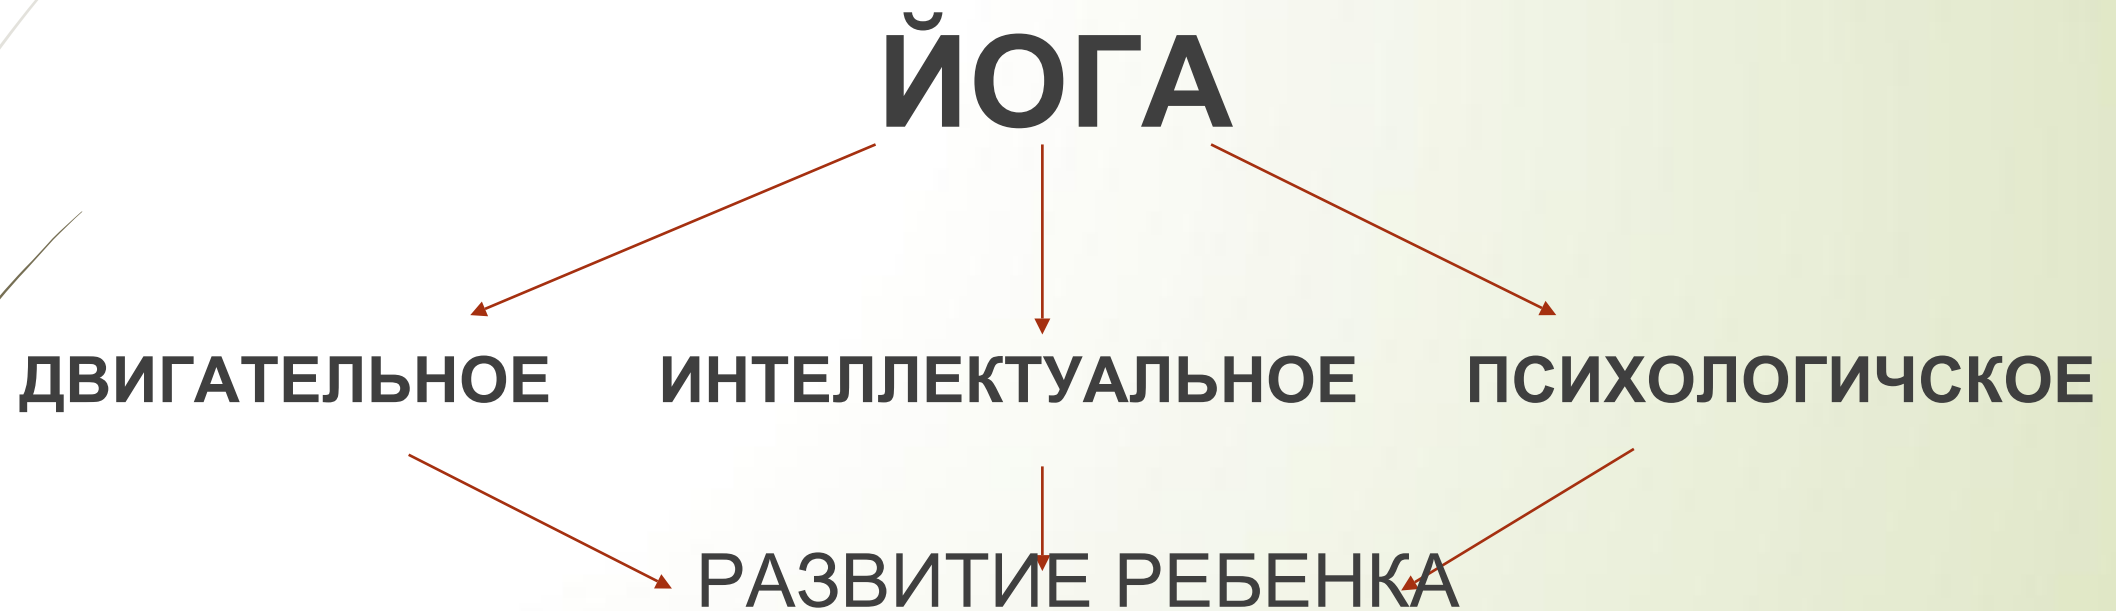 ЙОГА
ДВИГАТЕЛЬНОЕ ИНТЕЛЛЕКТУАЛЬНОЕ ПСИХОЛОГИЧСКОЕ
РАЗВИТИЕ РЕБЕНКА